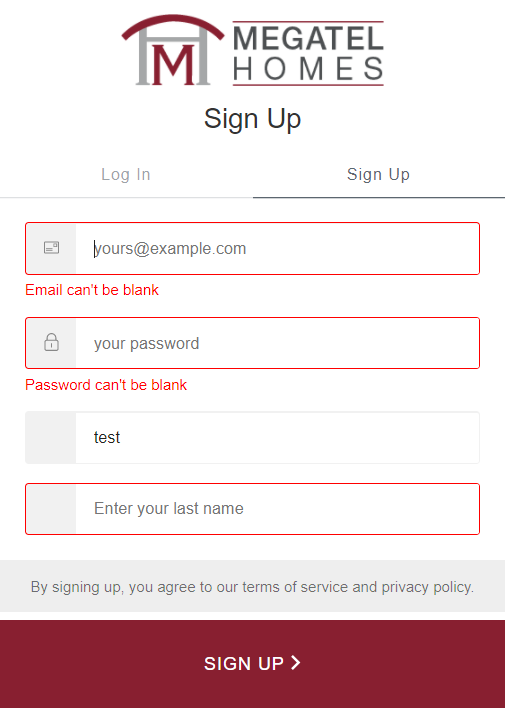 MEGATEL
HOMES
Sign Up
Log In
Sign Up
yours@example.com
Email can't be blank
your password
Password can't be blank
test
Enter your last name
By signing up, you agree to our terms of service and privacy policy.
SIGN UP